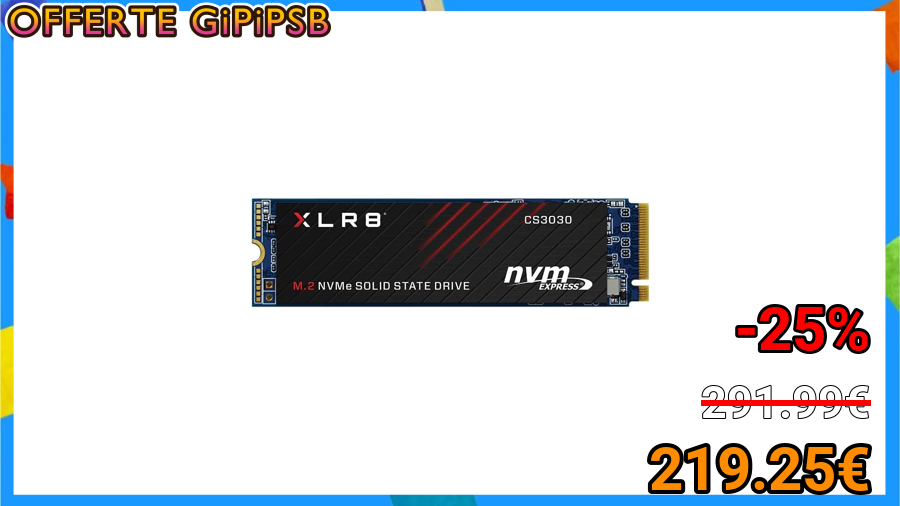 OFFERTE GiPiPSB
XLR8
CS3030
nvm
EXPRESS
M.2 NVMe SOLID STATE DRIVE
-25%
291.99€
219.25€